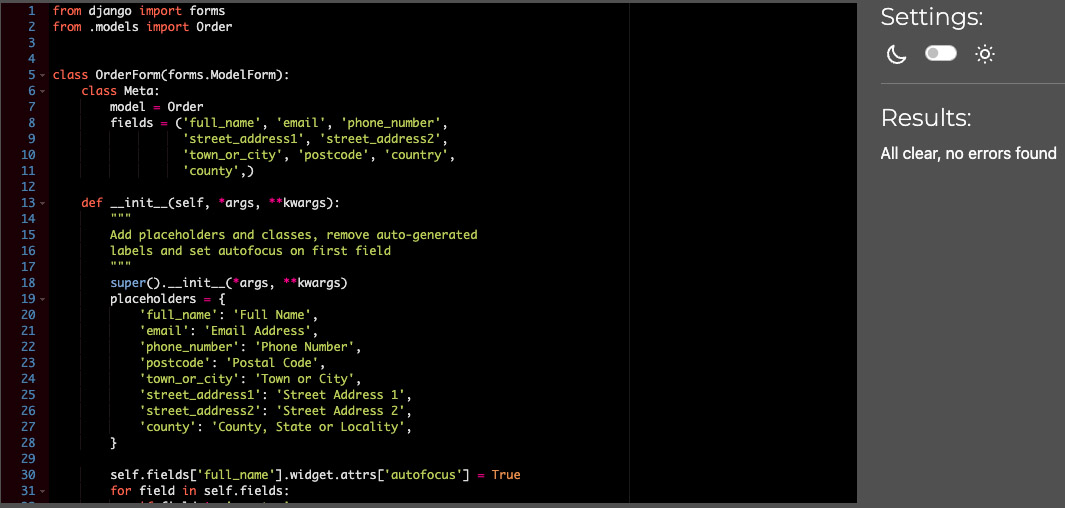 1 from django import forms
2 from .models import Order
3
4
5 class OrderForm(forms.ModelForm):
6     class Meta:
7         model = Order
8         fields = ('full_name', 'email', 'phone_number',
9                   'street_address1', 'street_address2',
10                   'town_or_city', 'postcode', 'country',
11                   'county',)
12
13     def __init__(self, *args, **kwargs):
14         """
15         Add placeholders and classes, remove auto-generated
16         labels and set autofocus on first field
17         """
18         super().__init__(*args, **kwargs)
19         placeholders = {
20             'full_name': 'Full Name',
21             'email': 'Email Address',
22             'phone_number': 'Phone Number',
23             'postcode': 'Postal Code',
24             'town_or_city': 'Town or City',
25             'street_address1': 'Street Address 1',
26             'street_address2': 'Street Address 2',
27             'county': 'County, State or Locality',
28         }
29
30         self.fields['full_name'].widget.attrs['autofocus'] = True
31         for field in self.fields:
Settings:
Results:
All clear, no errors found